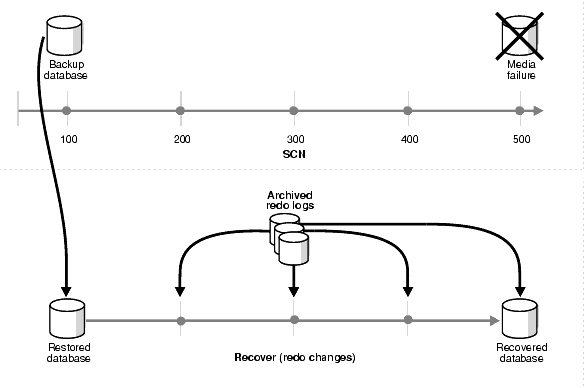 Backup
database
Media
failure
100
200
300
400
500
SCN
Archived
redo logs
Restored
database
Recover (redo changes)
Recovered
database